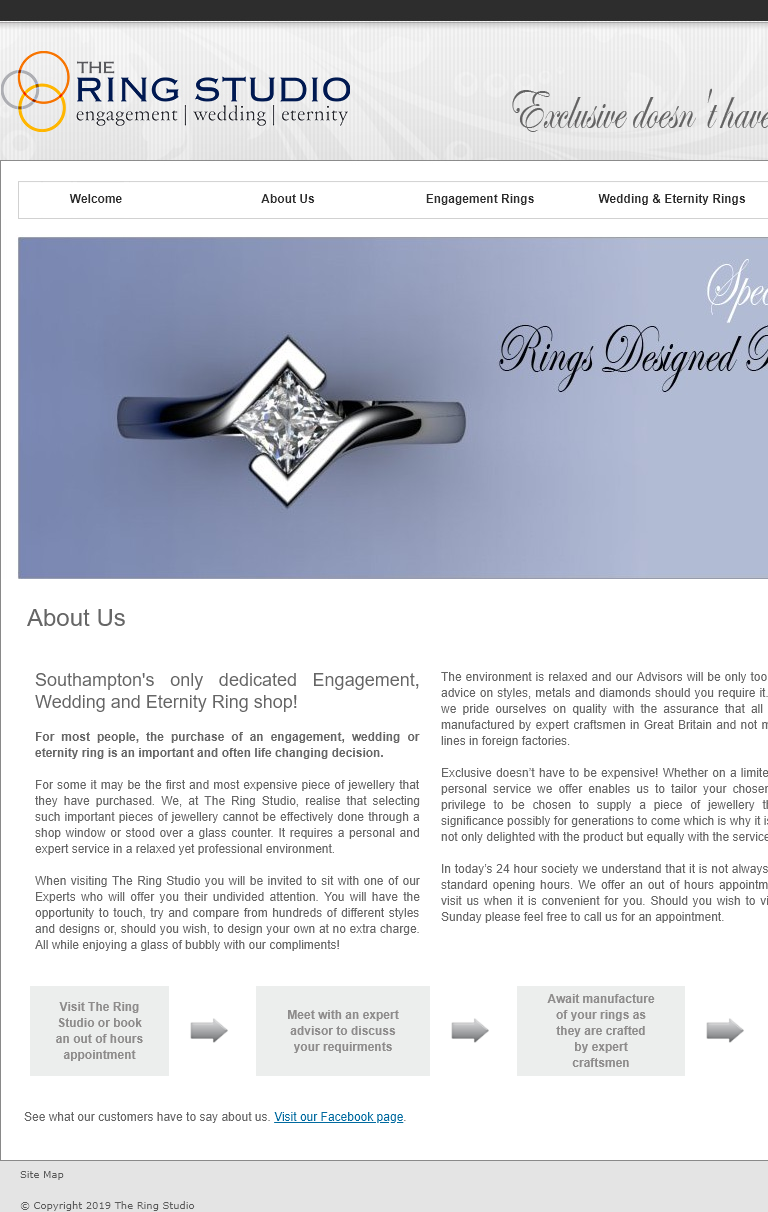 THE
RING STUDIO
engagement | wedding | eternity
Exclusive doesn't have
Welcome
About Us
Engagement Rings
Wedding & Eternity Rings
Rings Designed
About Us
Southampton's only dedicated Engagement,
Wedding and Eternity Ring shop!
For most people, the purchase of an engagement, wedding or
eternity ring is an important and often life changing decision.
For some it may be the first and most expensive piece of jewellery that
they have purchased. We, at The Ring Studio, realise that selecting
such important pieces of jewellery cannot be effectively done through a
shop window or stood over a glass counter. It requires a personal and
expert service in a relaxed yet professional environment.
When visiting The Ring Studio you will be invited to sit with one of our
Experts who will offer you their undivided attention. You will have the
opportunity to touch, try and compare from hundreds of different styles
and designs or, should you wish, to design your own at no extra charge.
All while enjoying a glass of bubbly with our compliments!
The environment is relaxed and our Advisors will be only too
advice on styles, metals and diamonds should you require it.
we pride ourselves on quality with the assurance that all
manufactured by expert craftsmen in Great Britain and not m
lines in foreign factories.
Exclusive doesn't have to be expensive! Whether on a limite
personal service we offer enables us to tailor your chosen
privilege to be chosen to supply a piece of jewellery th
significance possibly for generations to come which is why it is
not only delighted with the product but equally with the service
In today's 24 hour society we understand that it is not always
standard opening hours. We offer an out of hours appointm
visit us when it is convenient for you. Should you wish to vi
Sunday please feel free to call us for an appointment.
Visit The Ring
Studio or book
an out of hours
appointment
Meet with an expert
advisor to discuss
your requirments
Await manufacture
of your rings as
they are crafted
by expert
craftsmen
See what our customers have to say about us. Visit our Facebook page.
Site Map
© Copyright 2019 The Ring Studio